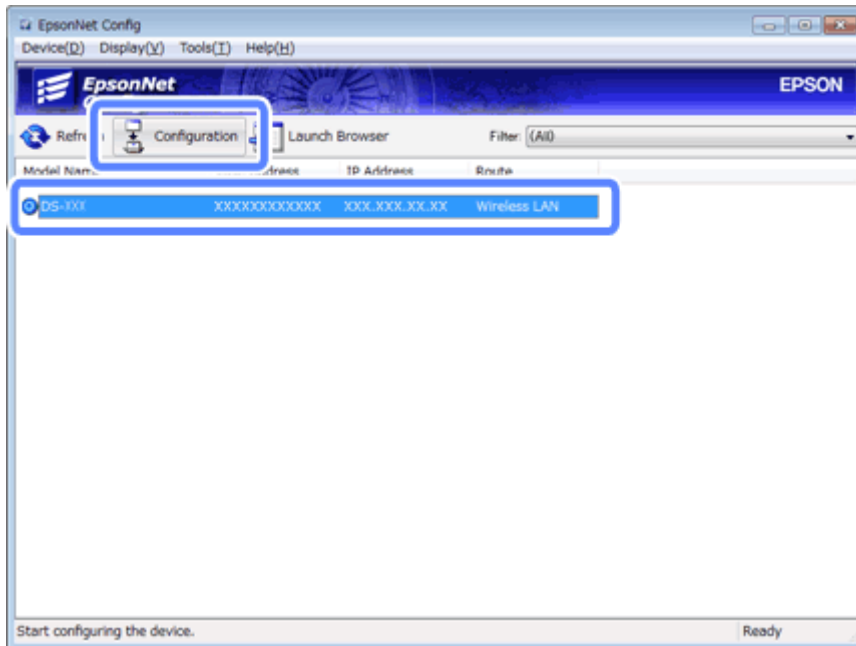 EpsonNet Config
Device(D) Display(V) Tools(T) Help(H)
EpsonNet
EPSON
Configuration Launch Browser Filter: (All)
Model IP Address Route
DS-XXX XXXXXXXXXXXX XXX.XXX.XX.XX Wireless LAN
Start configuring the device. Ready